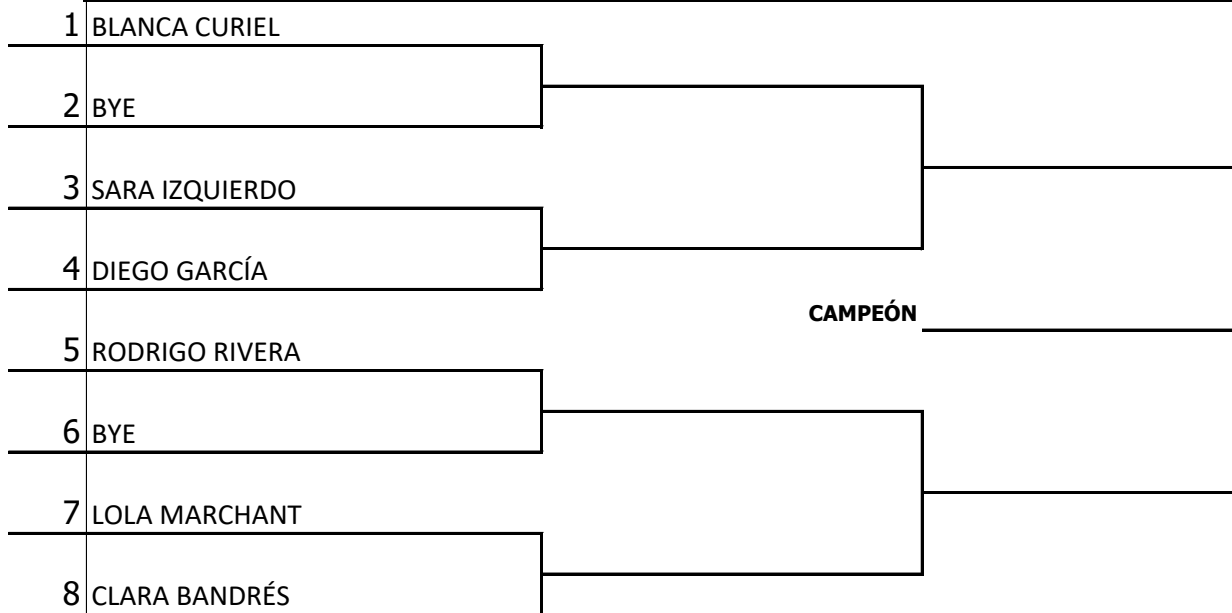 1 BLANCA CURIEL
2 BYE
3 SARA IZQUIERDO
4 DIEGO GARCÍA
CAMPEÓN
5 RODRIGO RIVERA
6 BYE
7 LOLA MARCHANT
8 CLARA BANDRÉS